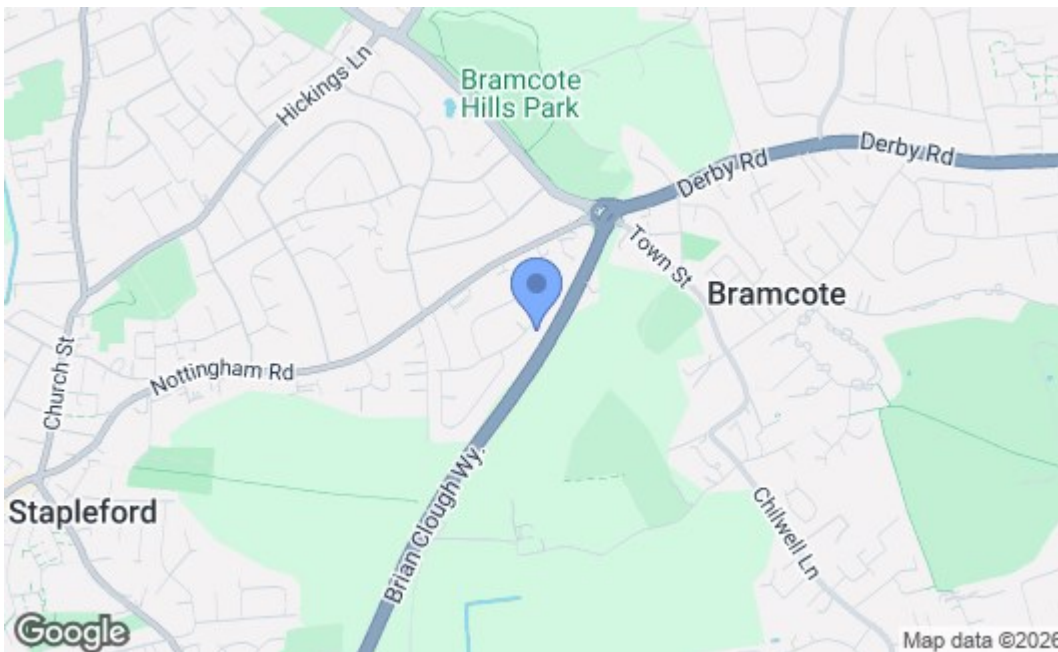 Hickings Ln
Bramcote
Hills Park
Derby Rd
Derby Rd
Town St
Bramcote
Church St
Nottingham Rd
Stapleford
Brian Clough Wy.
Chilwell Ln
Google
Map data ©2026